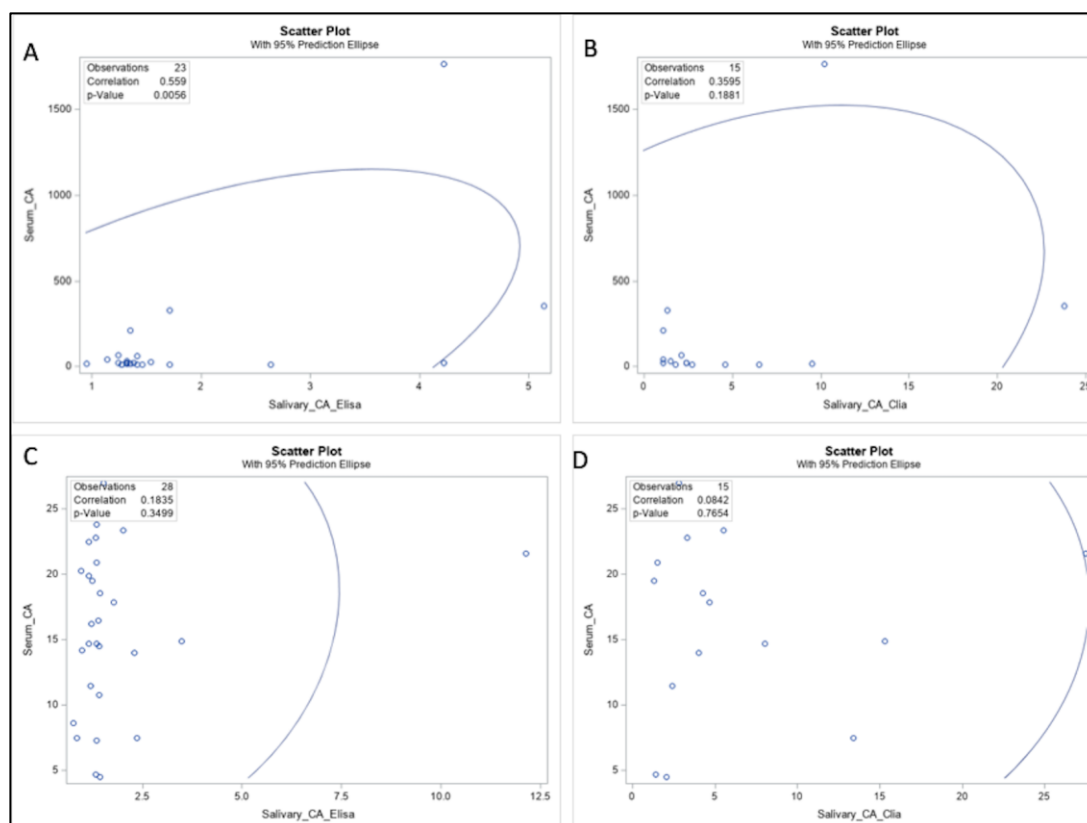 A
Scatter Plot
With 95% Prediction Ellipse
Observations 23
Correlation 0.559
p-Value 0.0056
1500
1000
500
0
Serum_CA
1 2 3 4 5
Salivary_CA_Elisa
B
Scatter Plot
With 95% Prediction Ellipse
Observations 15
Correlation 0.3595
p-Value 0.1881
1500
1000
500
0
Serum_CA
0 5 10 15 20 25
Salivary_CA_Clia
C
Scatter Plot
With 95% Prediction Ellipse
Observations 28
Correlation 0.1835
p-Value 0.3499
25
20
15
10
5
Serum_CA
2.5 5.0 7.5 10.0 12.5
Salivary_CA_Elisa
D
Scatter Plot
With 95% Prediction Ellipse
Observations 15
Correlation 0.0842
p-Value 0.7654
25
20
15
10
5
Serum_CA
0 5 10 15 20 25
Salivary_CA_Clia